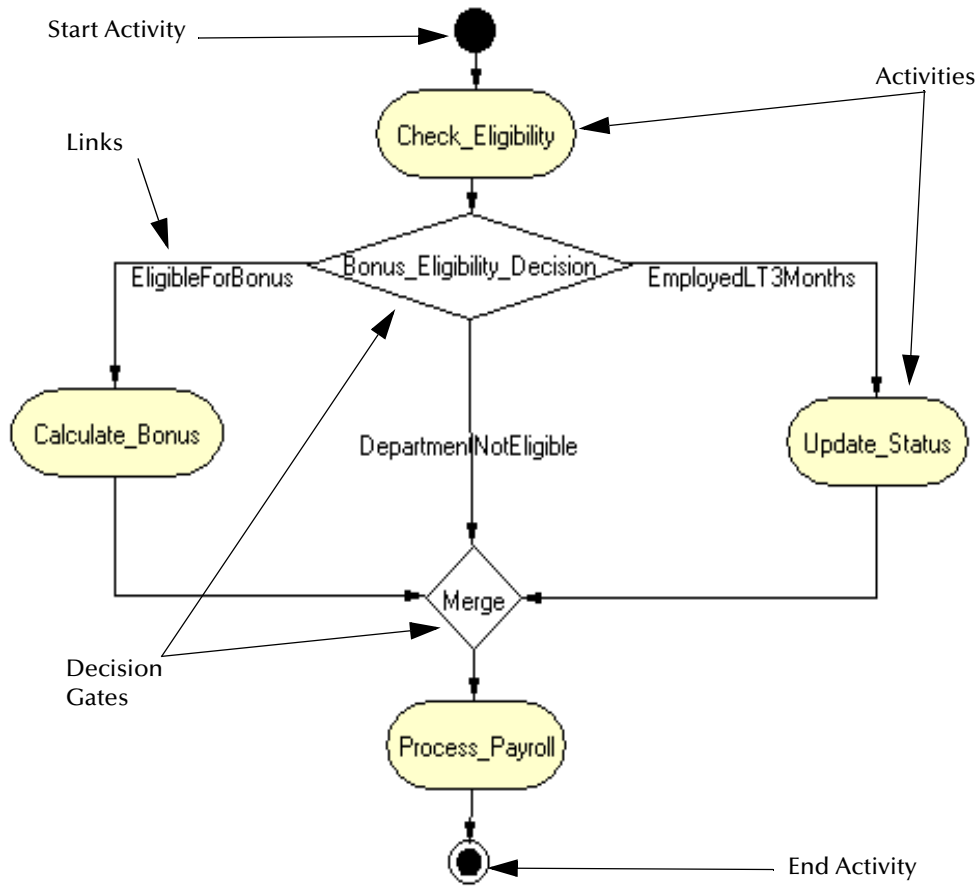 Start Activity
Activities
Check_Eligibility
Links
Bonus_Eligibility_Decision
EligibleForBonus
EmployedLT3Months
Calculate_Bonus
DepartmentNotEligible
Update_Status
Merge
Decision
Gates
Process_Payroll
End Activity